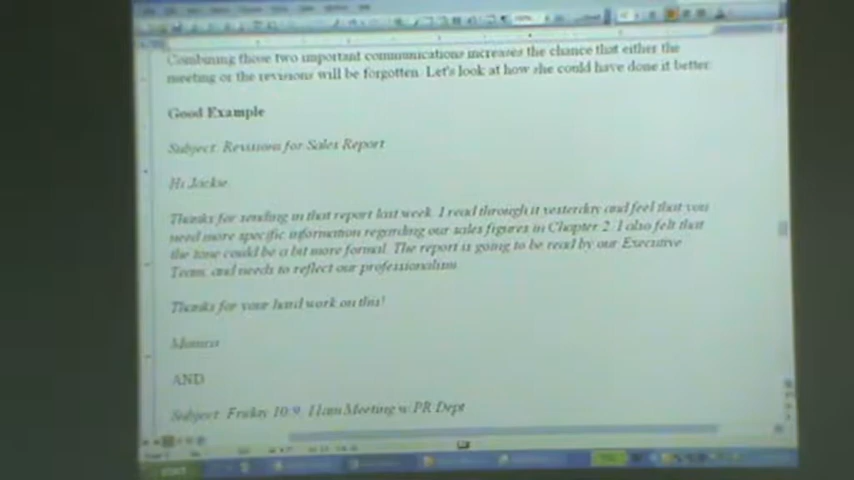 Combining those two important communications increases the chance that either the
meeting or the revisions will be forgotten. Let's look at how she could have done it better.
Good Example
Subject: Revisions for Sales Report
Hi Jackie,
Thanks for sending in that report last week. I read through it yesterday and feel that you
need more specific information regarding our sales figures in Chapter 2. I also felt that
the tone could be a bit more formal. The report is going to be read by our Executive
Team, and needs to reflect our professionalism.
Thanks for your hard work on this!
Monica
AND
Subject: Friday 10/9, 11am Meeting w/ PR Dept
start